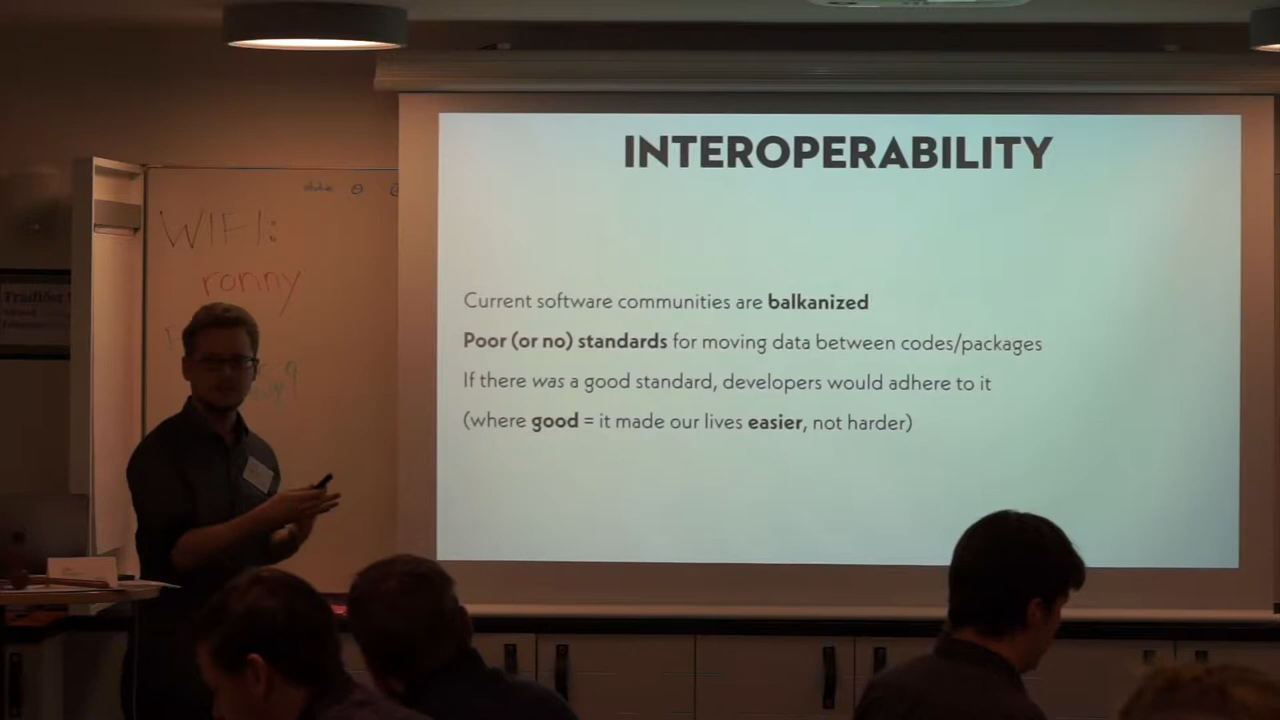 INTEROPERABILITY
Current software communities are balkanized
Poor (or no) standards for moving data between codes/packages
If there was a good standard, developers would adhere to it
(where good = it made our lives easier, not harder)
WIFI:
ronny